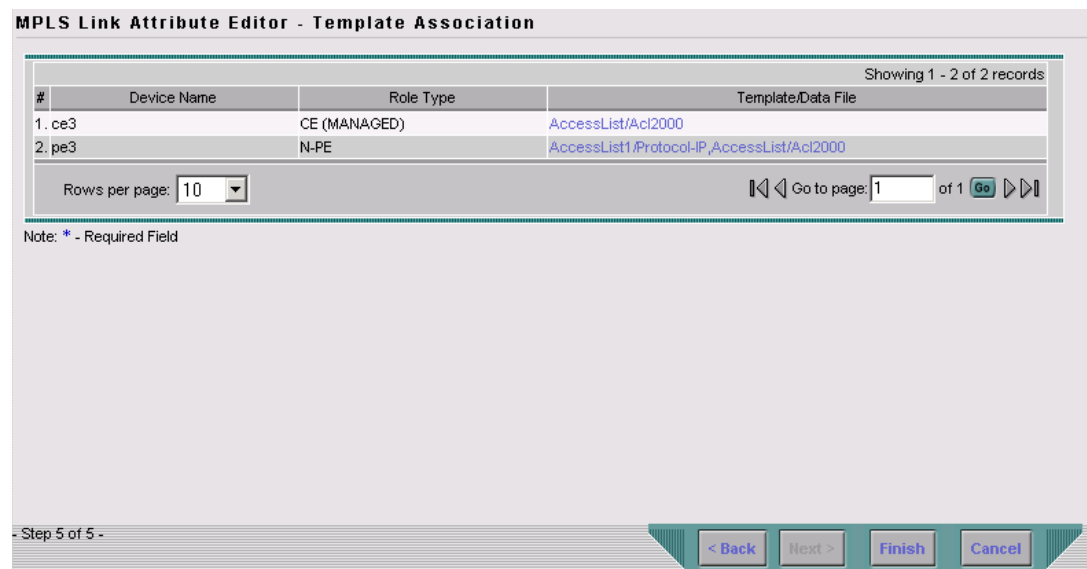 MPLS Link Attribute Editor - Template Association
Showing 1 - 2 of 2 records
# Device Name Role Type Template/Data File
1. ce3 CE (MANAGED) AccessList/Acl2000
2. pe3 N-PE AccessList1/Protocol-IP,AccessList/Acl2000
Rows per page: 10 Go to page: 1 of 1 Go
Note: * - Required Field
- Step 5 of 5 -
< Back Next > Finish Cancel